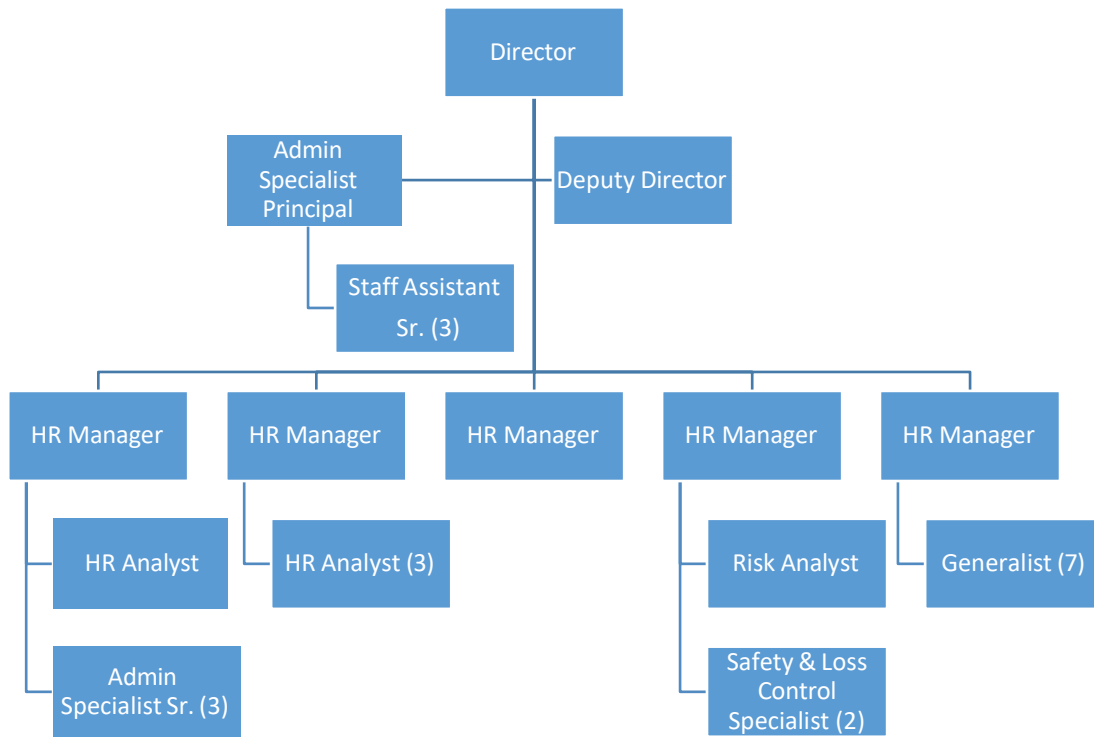 Director
Admin
Specialist
Principal
Deputy Director
Staff Assistant
Sr. (3)
HR Manager
HR Manager
HR Manager
HR Manager
HR Manager
HR Analyst
HR Analyst (3)
Risk Analyst
Generalist (7)
Admin
Specialist Sr. (3)
Safety & Loss
Control
Specialist (2)